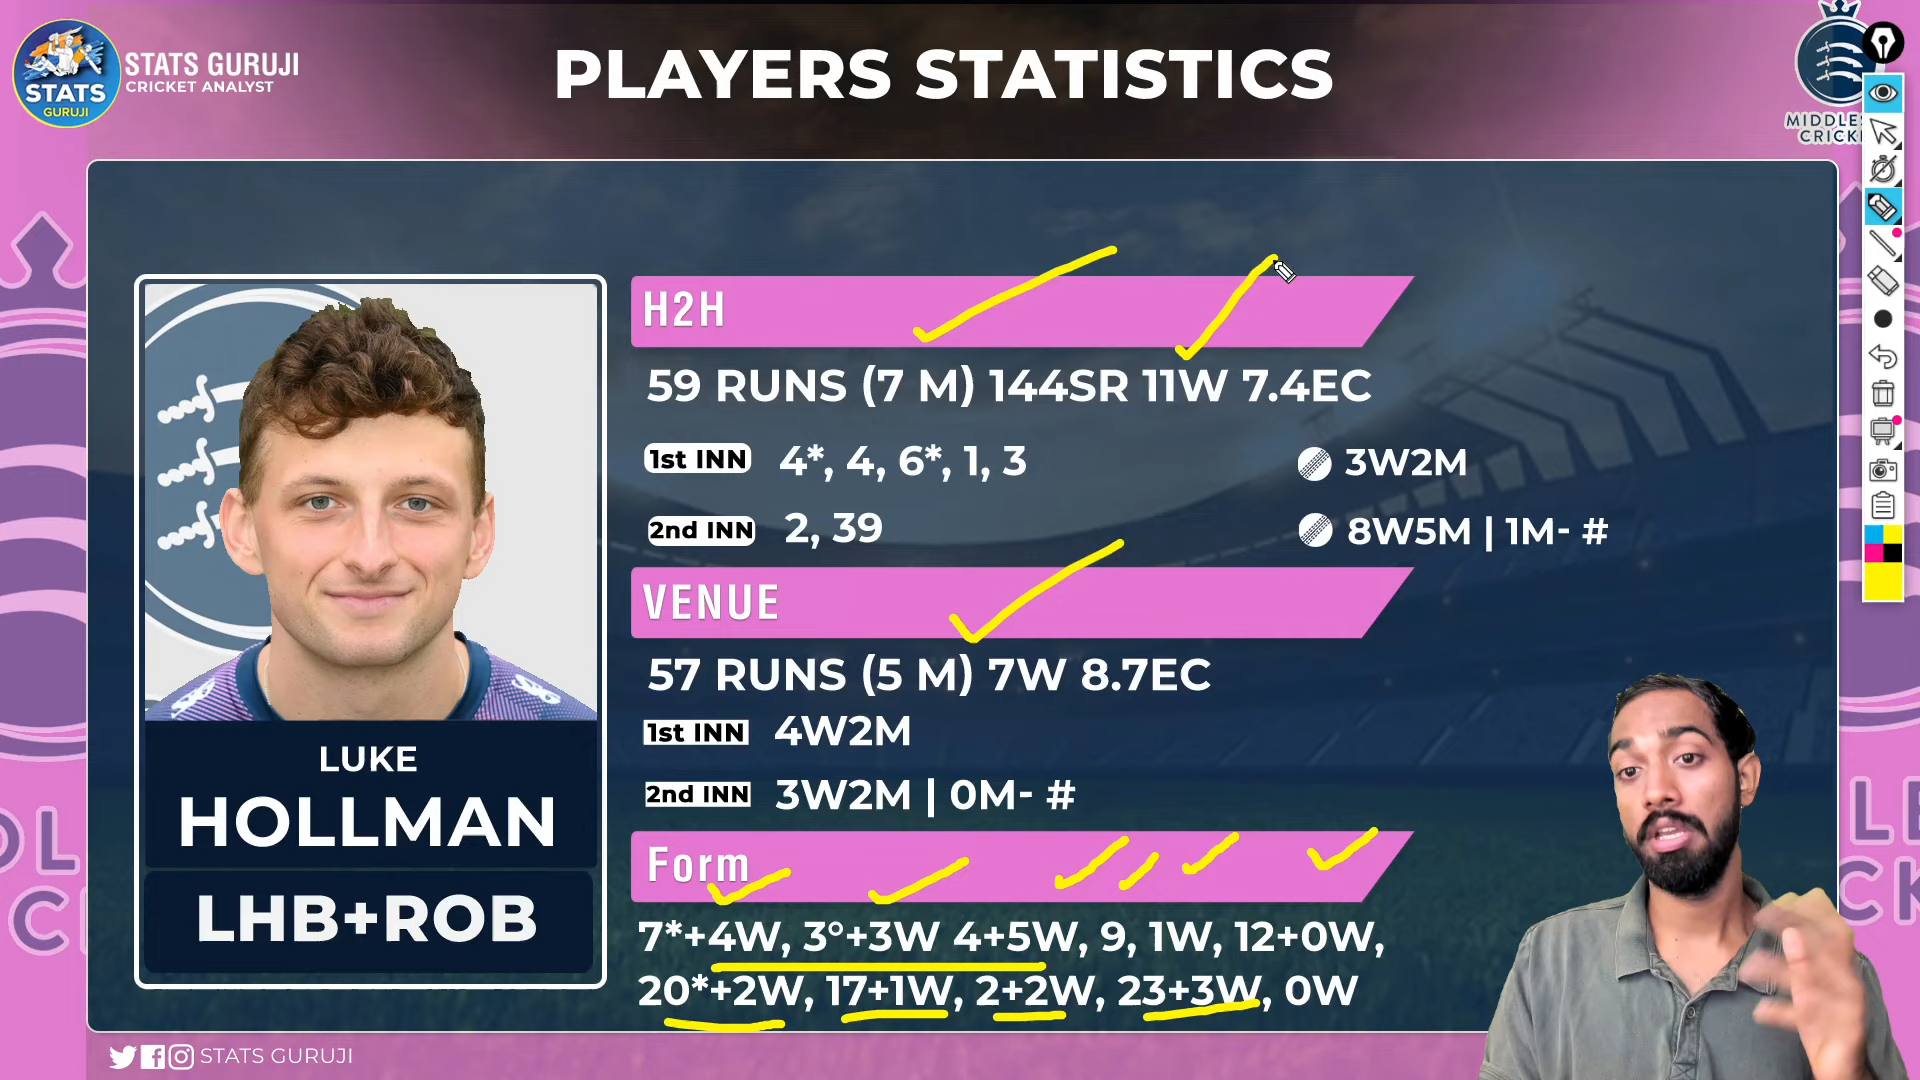 STATS GURUJI
CRICKET ANALYST
STATS
GURUJI
PLAYERS STATISTICS
MIDDLE
CRICK
H2H
59 RUNS (7 M) 144SR 11W 7.4EC
1st INN 4*, 4, 6*, 1, 3 3W2M
2nd INN 2, 39 8W5M | 1M- #
VENUE
57 RUNS (5 M) 7W 8.7EC
1st INN 4W2M
2nd INN 3W2M | 0M- #
LUKE
HOLLMAN
LHB+ROB
Form
7*+4W, 3°+3W 4+5W, 9, 1W, 12+0W,
20*+2W, 17+1W, 2+2W, 23+3W, 0W
STATS GURUJI